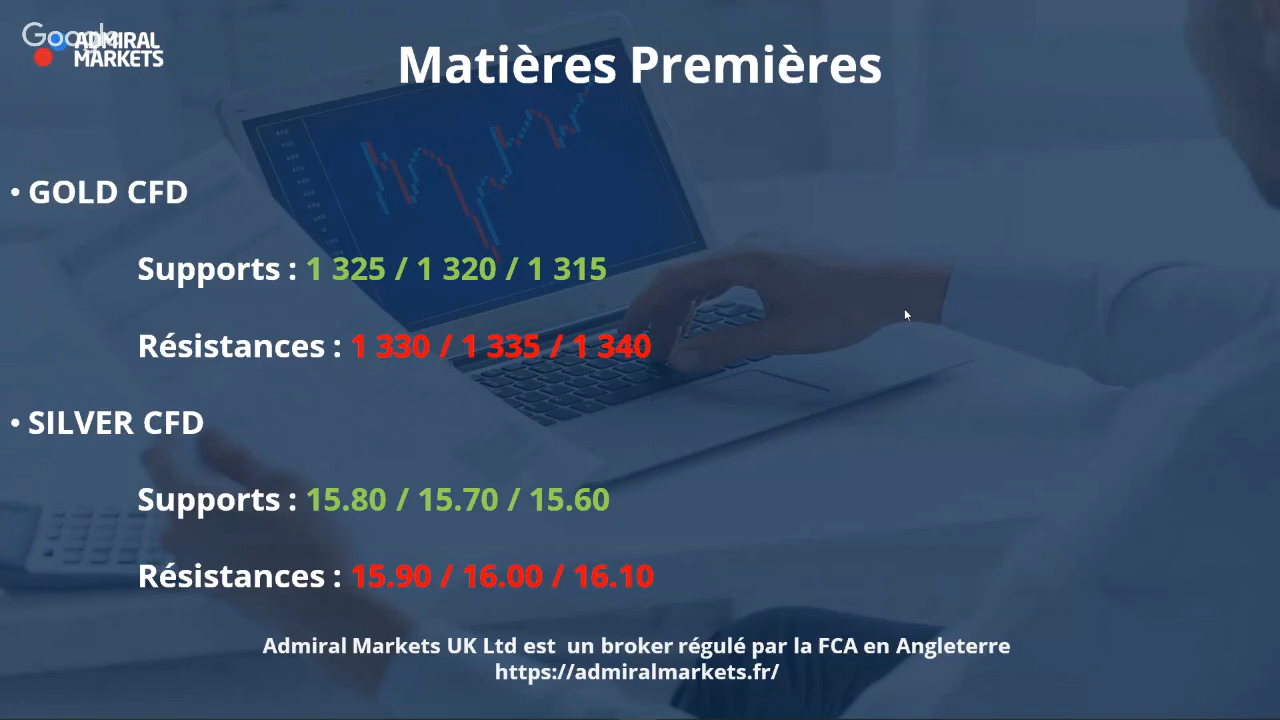 Google
ADMIRAL
MARKETS
Matières Premières
• GOLD CFD
Supports : 1 325 / 1 320 / 1 315
Résistances : 1 330 / 1 335 / 1 340
• SILVER CFD
Supports : 15.80 / 15.70 / 15.60
Résistances : 15.90 / 16.00 / 16.10
Admiral Markets UK Ltd est  un broker régulé par la FCA en Angleterre
https://admiralmarkets.fr/